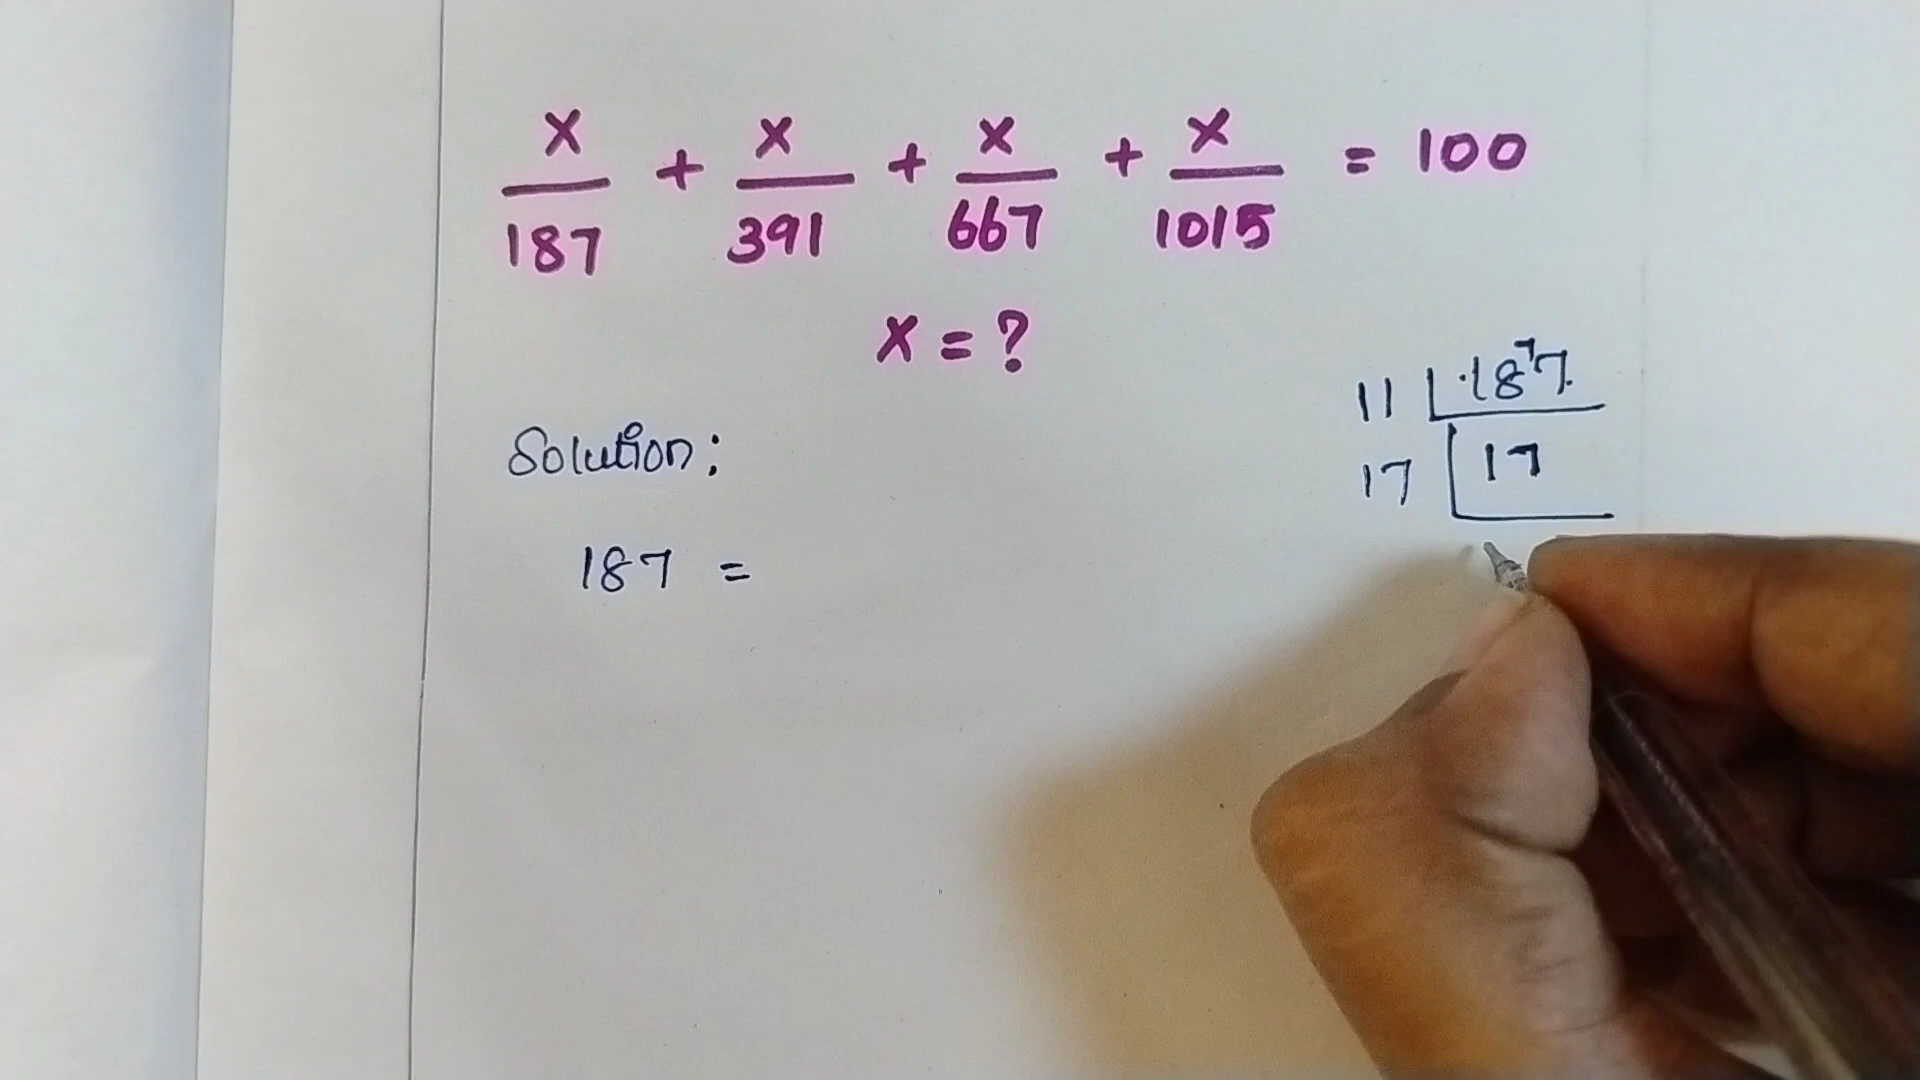 x/187 + x/391 + x/667 + x/1015 = 100
x = ?
Solution:
187 =
11 | 187
17 | 17